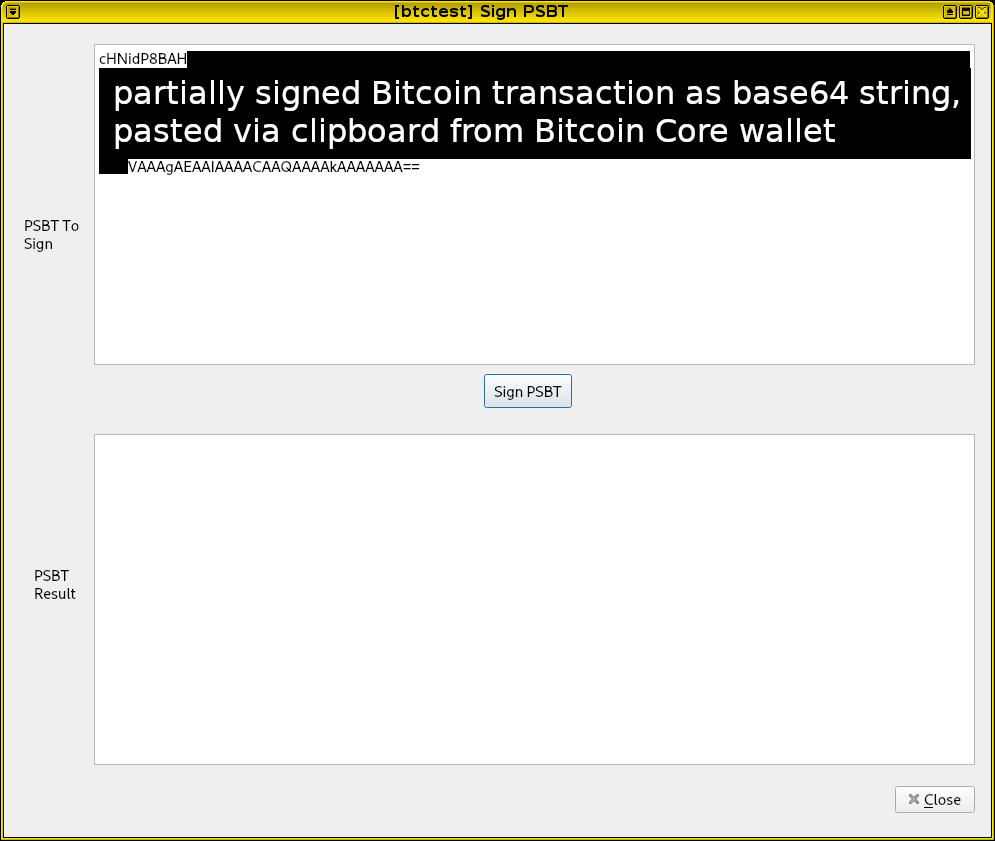 [btctest] Sign PSBT
cHNidP8BAH
partially signed Bitcoin transaction as base64 string,
pasted via clipboard from Bitcoin Core wallet
VAAAgAEAAIAAAACAAQAAAAkAAAAAAA==
PSBT To
Sign
Sign PSBT
PSBT
Result
Close